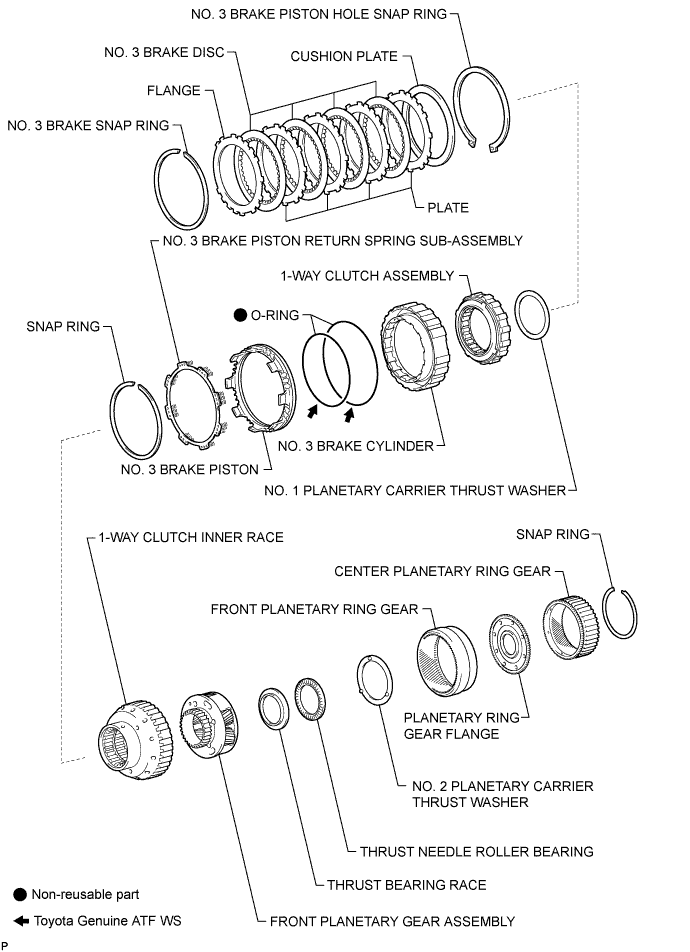 NO. 3 BRAKE PISTON HOLE SNAP RING
NO. 3 BRAKE DISC
CUSHION PLATE
FLANGE
NO. 3 BRAKE SNAP RING
PLATE
NO. 3 BRAKE PISTON RETURN SPRING SUB-ASSEMBLY
1-WAY CLUTCH ASSEMBLY
O-RING
SNAP RING
NO. 3 BRAKE CYLINDER
NO. 3 BRAKE PISTON
NO. 1 PLANETARY CARRIER THRUST WASHER
1-WAY CLUTCH INNER RACE
SNAP RING
CENTER PLANETARY RING GEAR
FRONT PLANETARY RING GEAR
PLANETARY RING
GEAR FLANGE
NO. 2 PLANETARY CARRIER
THRUST WASHER
THRUST NEEDLE ROLLER BEARING
THRUST BEARING RACE
FRONT PLANETARY GEAR ASSEMBLY
Non-reusable part
Toyota Genuine ATF WS
P